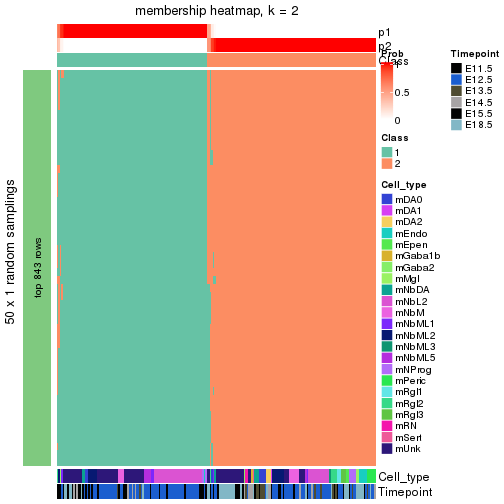 membership heatmap, k = 2
p1
p2
Class
50 x 1 random samplings
top 843 rows
Cell_type
Timepoint
Prob
1
0.5
0
Class
1
2
Cell_type
mDA0
mDA1
mDA2
mEndo
mEpen
mGaba1b
mGaba2
mMgl
mNbDA
mNbL2
mNbM
mNbML1
mNbML2
mNbML3
mNbML5
mNProg
mPeric
mRgl1
mRgl2
mRgl3
mRN
mSert
mUnk
Timepoint
E11.5
E12.5
E13.5
E14.5
E15.5
E18.5